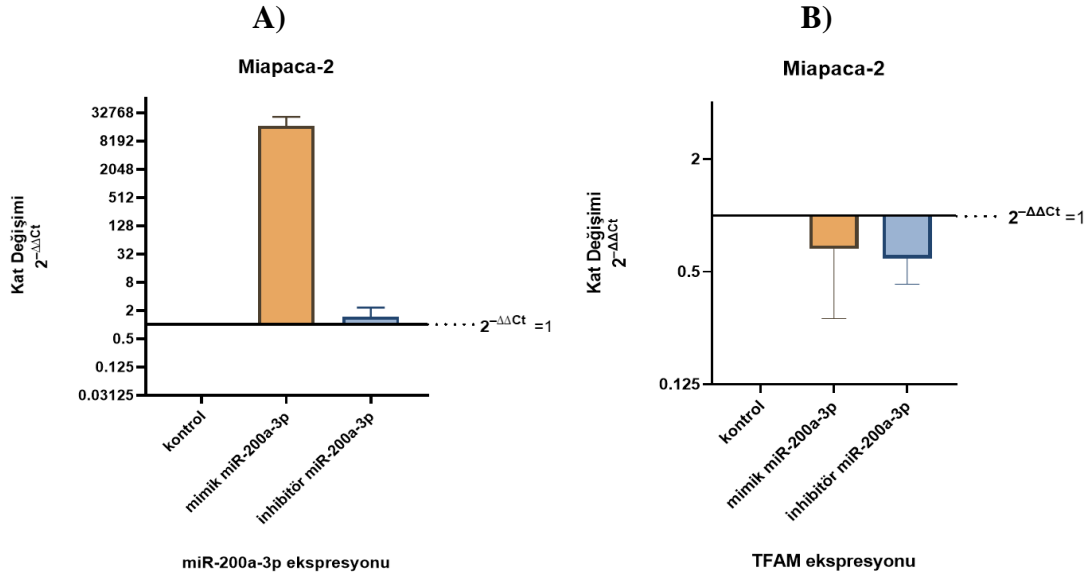 A)
Miapaca-2
Kat Değişimi
2^−ΔΔCt
32768
8192
2048
512
128
32
8
2
0.5
0.125
0.03125
2^−ΔΔCt =1
kontrol
mimik miR-200a-3p
inhibitör miR-200a-3p
miR-200a-3p ekspresyonu
B)
Miapaca-2
Kat Değişimi
2^−ΔΔCt
2
0.5
0.125
2^−ΔΔCt =1
kontrol
mimik miR-200a-3p
inhibitör miR-200a-3p
TFAM ekspresyonu